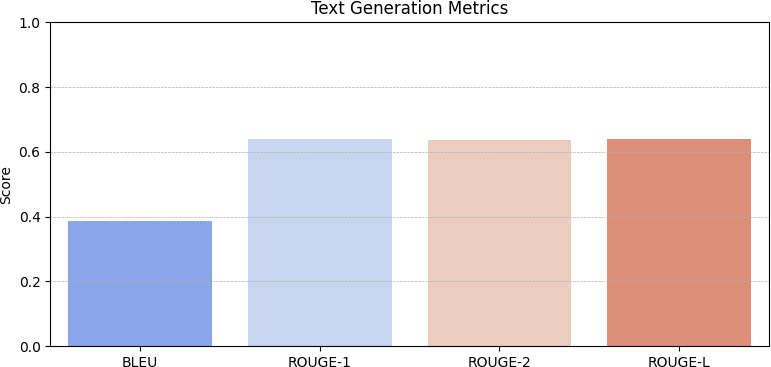 Text Generation Metrics
1.0
0.8
0.6
0.4
0.2
0.0
Score
BLEU
ROUGE-1
ROUGE-2
ROUGE-L